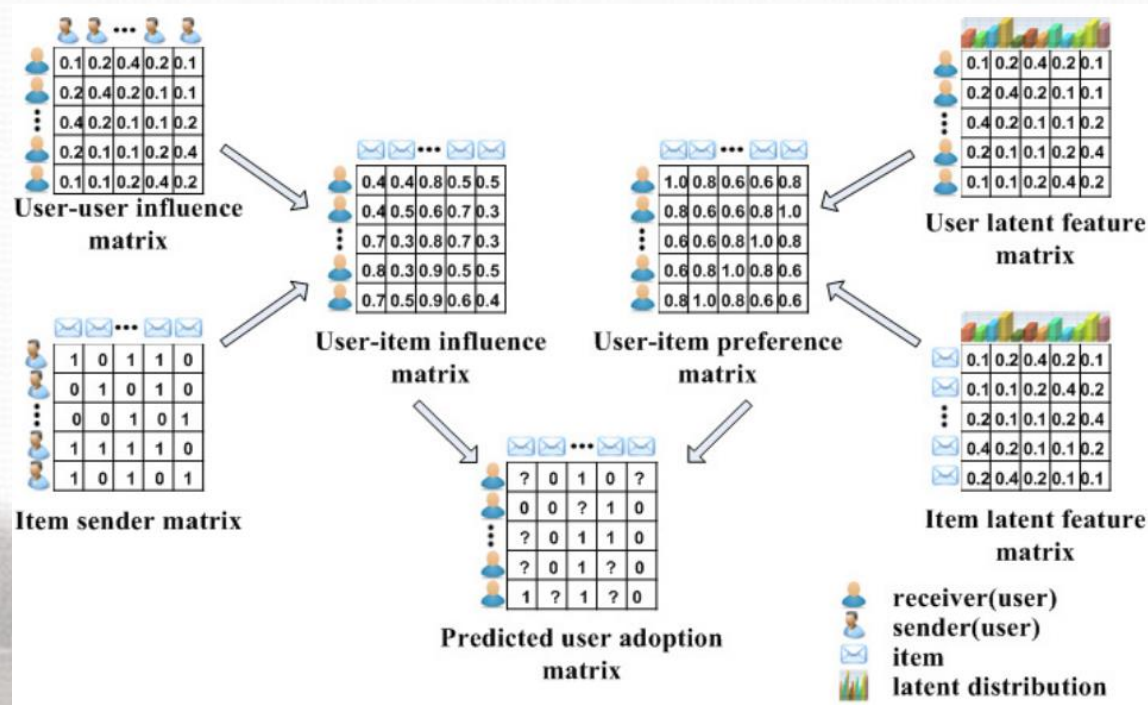 0.1 0.2 0.4 0.2 0.1
0.2 0.4 0.2 0.1 0.1
0.4 0.2 0.1 0.1 0.2
0.2 0.1 0.1 0.2 0.4
0.1 0.1 0.2 0.4 0.2
User-user influence
matrix
1 0 1 1 0
0 1 0 1 0
0 0 1 0 1
1 1 1 1 0
1 0 1 0 1
Item sender matrix
0.4 0.4 0.8 0.5 0.5
0.4 0.5 0.6 0.7 0.3
0.7 0.3 0.8 0.7 0.3
0.8 0.3 0.9 0.5 0.5
0.7 0.5 0.9 0.6 0.4
User-item influence
matrix
1.0 0.8 0.6 0.6 0.8
0.8 0.6 0.6 0.8 1.0
0.6 0.6 0.8 1.0 0.8
0.6 0.8 1.0 0.8 0.6
0.8 1.0 0.8 0.6 0.6
User-item preference
matrix
0.1 0.2 0.4 0.2 0.1
0.2 0.4 0.2 0.1 0.1
0.4 0.2 0.1 0.1 0.2
0.2 0.1 0.1 0.2 0.4
0.1 0.1 0.2 0.4 0.2
User latent feature
matrix
0.1 0.2 0.4 0.2 0.1
0.1 0.1 0.2 0.4 0.2
0.2 0.1 0.1 0.2 0.4
0.4 0.2 0.1 0.1 0.2
0.2 0.4 0.2 0.1 0.1
Item latent feature
matrix
? 0 1 0 ?
0 0 ? 1 0
? 0 1 1 0
? 0 1 ? 0
1 ? 1 ? 0
Predicted user adoption
matrix
receiver(user)
sender(user)
item
latent distribution